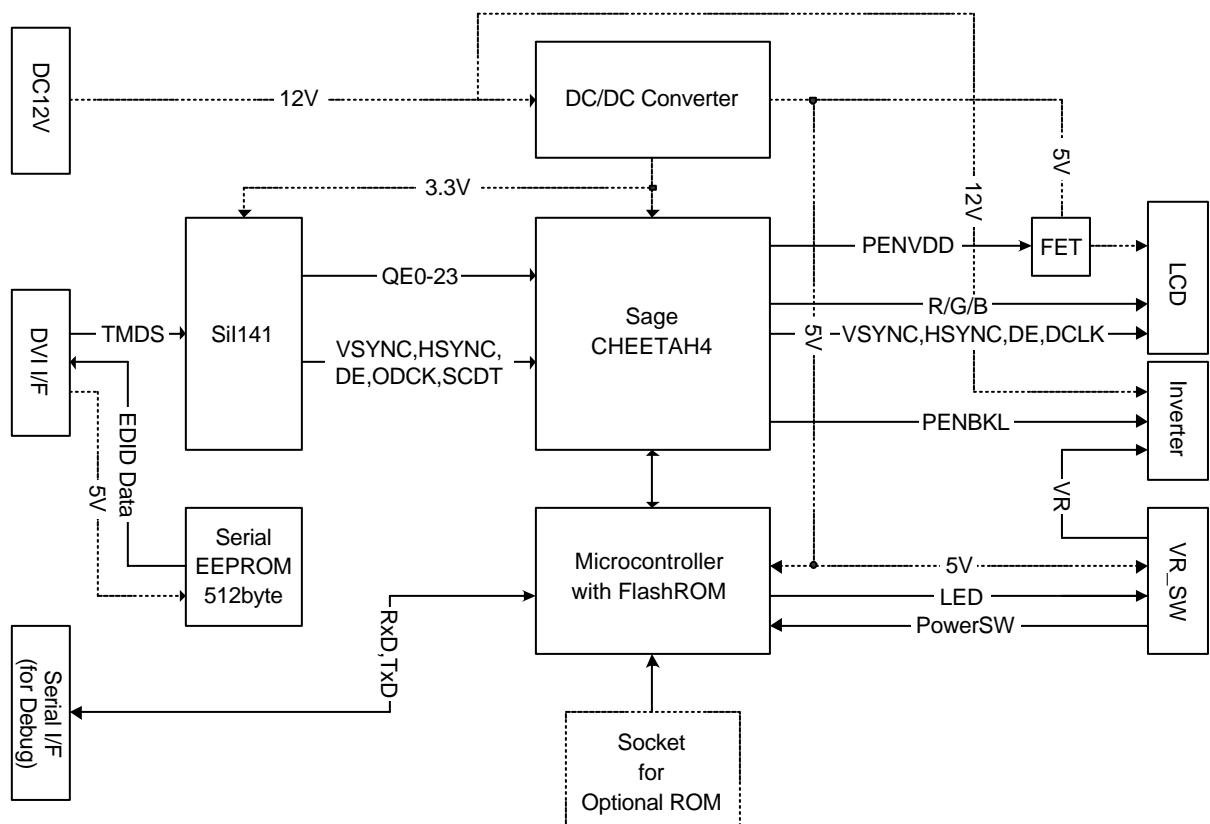 DC12V
12V
DC/DC Converter
5V
3.3V
12V
PENVDD
FET
LCD
QE0-23
R/G/B
DVI I/F
TMDS
SiI141
Sage
CHEETAH4
5V
VSYNC,HSYNC,DE,DCLK
VSYNC,HSYNC,
DE,ODCK,SCDT
Inverter
PENBKL
EDID Data
5V
VR
Serial
EEPROM
512byte
Microcontroller
with FlashROM
5V
LED
PowerSW
VR_SW
RxD,TxD
Serial I/F
(for Debug)
Socket
for
Optional ROM